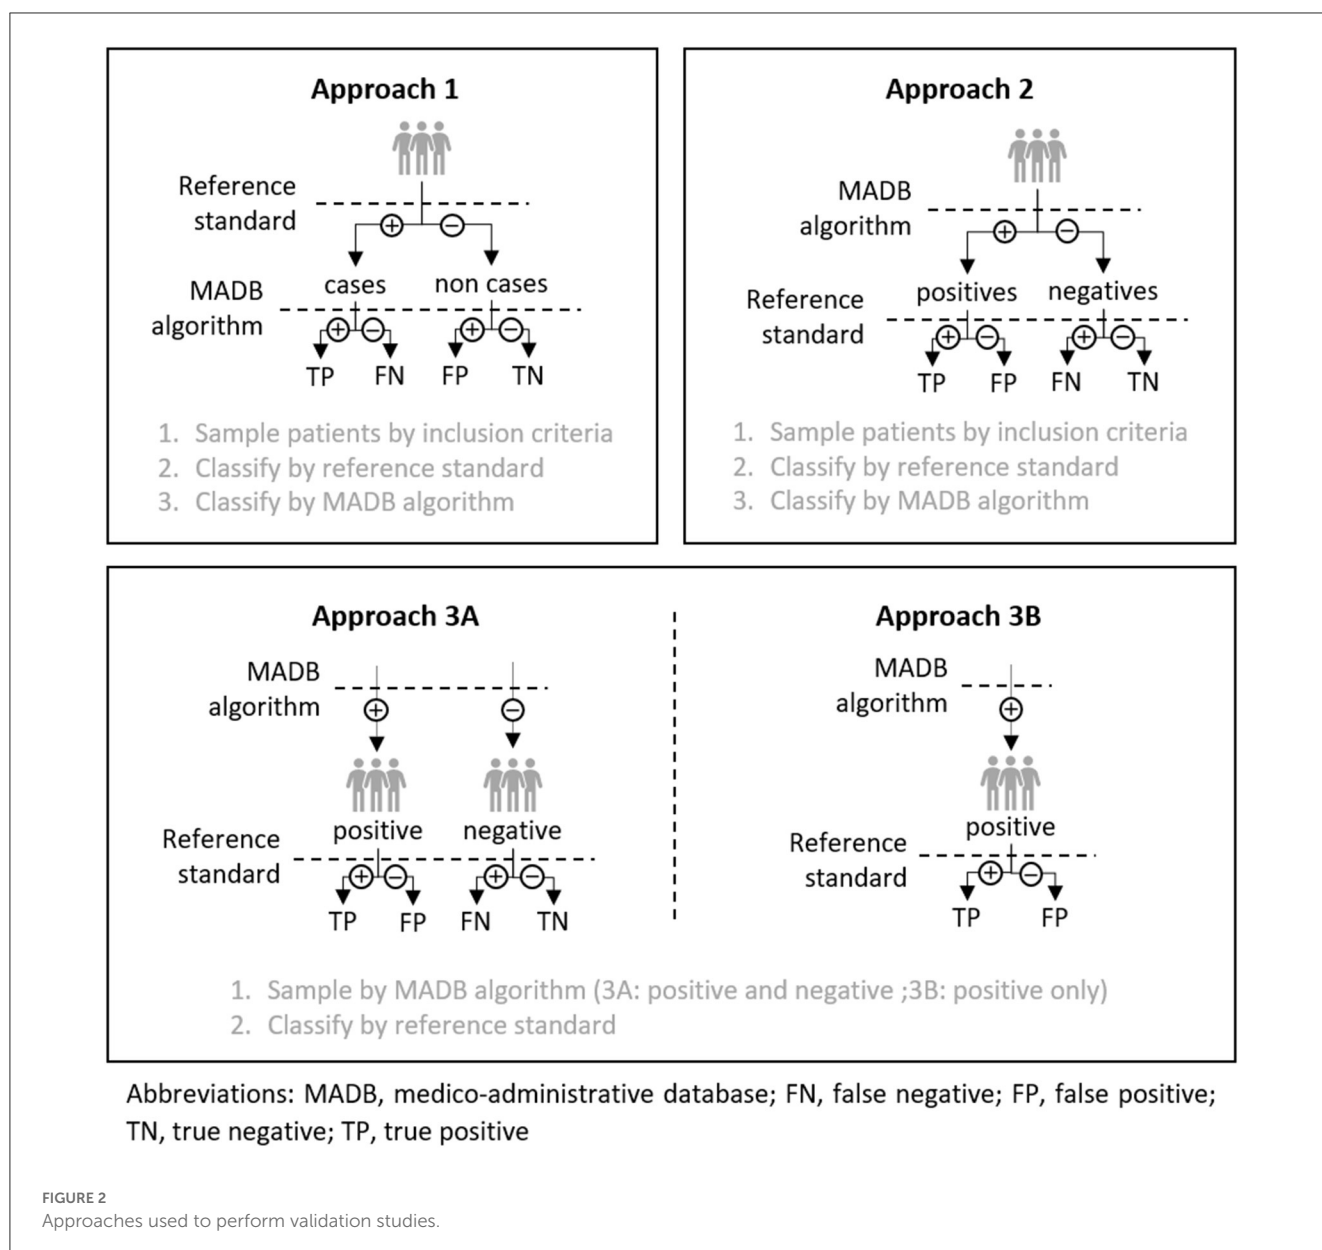 Approach 1
Reference
standard
+ −
cases non cases
MADB
algorithm
+ − + −
TP FN FP TN
1. Sample patients by inclusion criteria
2. Classify by reference standard
3. Classify by MADB algorithm
Approach 2
MADB
algorithm
+ −
positives negatives
Reference
standard
+ − + −
TP FP FN TN
1. Sample patients by inclusion criteria
2. Classify by reference standard
3. Classify by MADB algorithm
Approach 3A
MADB
algorithm
+ −
positive negative
Reference
standard
+ − + −
TP FP FN TN
Approach 3B
MADB
algorithm
+
positive
Reference
standard
+ −
TP FP
1. Sample by MADB algorithm (3A: positive and negative ;3B: positive only)
2. Classify by reference standard
Abbreviations: MADB, medico-administrative database; FN, false negative; FP, false positive;
TN, true negative; TP, true positive
FIGURE 2
Approaches used to perform validation studies.